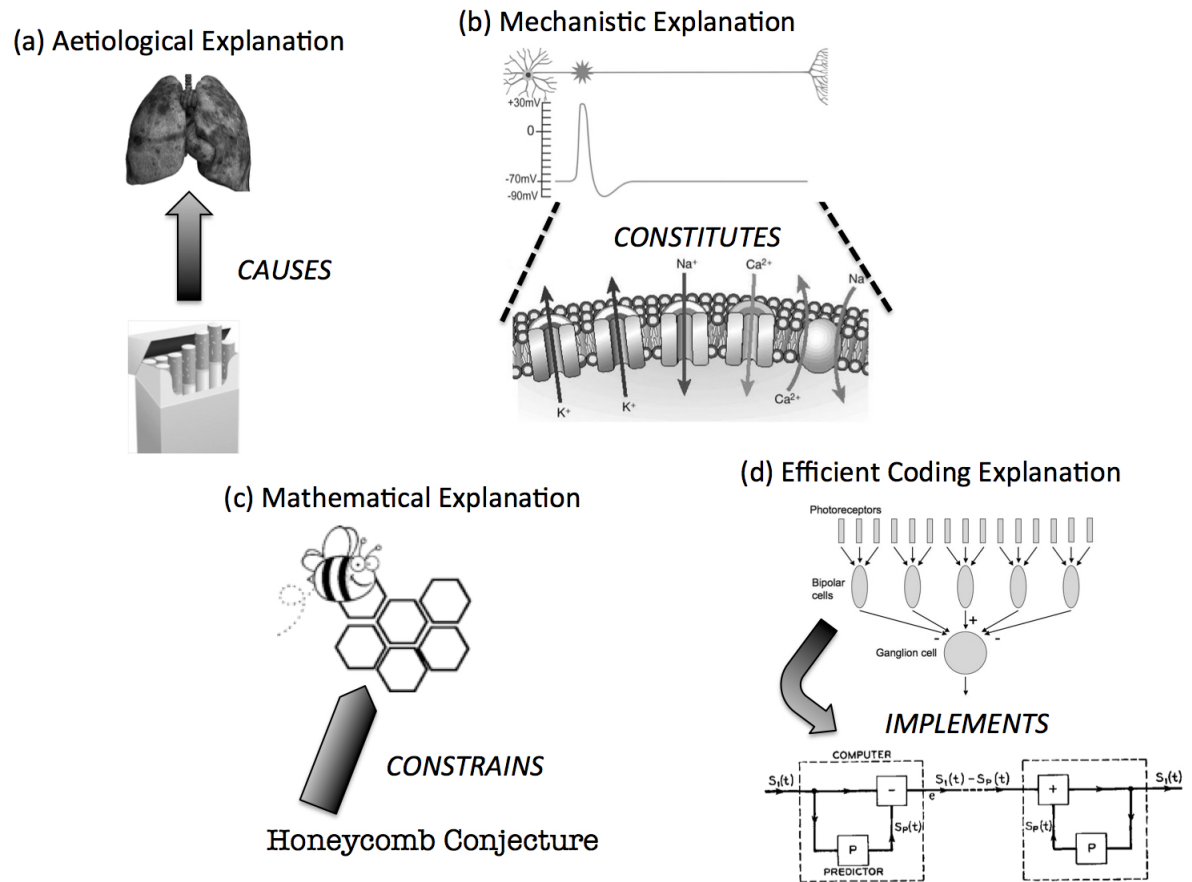 (a) Aetiological Explanation
CAUSES
(b) Mechanistic Explanation
+30mV
0
-70mV
-90mV
CONSTITUTES
Na⁺ Ca²⁺ Na⁺
K⁺ K⁺ Ca²⁺
(c) Mathematical Explanation
CONSTRAINS
Honeycomb Conjecture
(d) Efficient Coding Explanation
Photoreceptors
Bipolar
cells
+
- -
Ganglion cell
IMPLEMENTS
COMPUTER
S₁(t) − S₁(t) − Sₚ(t) + S₁(t)
e
Sₚ(t) Sₚ(t)
P P
PREDICTOR